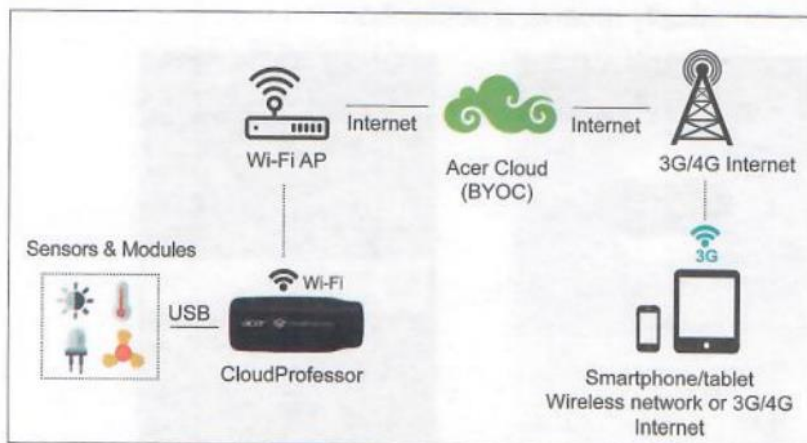 Internet
Internet
Wi-Fi AP
Acer Cloud
(BYOC)
3G/4G Internet
Sensors & Modules
3G
Wi-Fi
USB
acer
CloudProfessor
Smartphone/tablet
Wireless network or 3G/4G
Internet